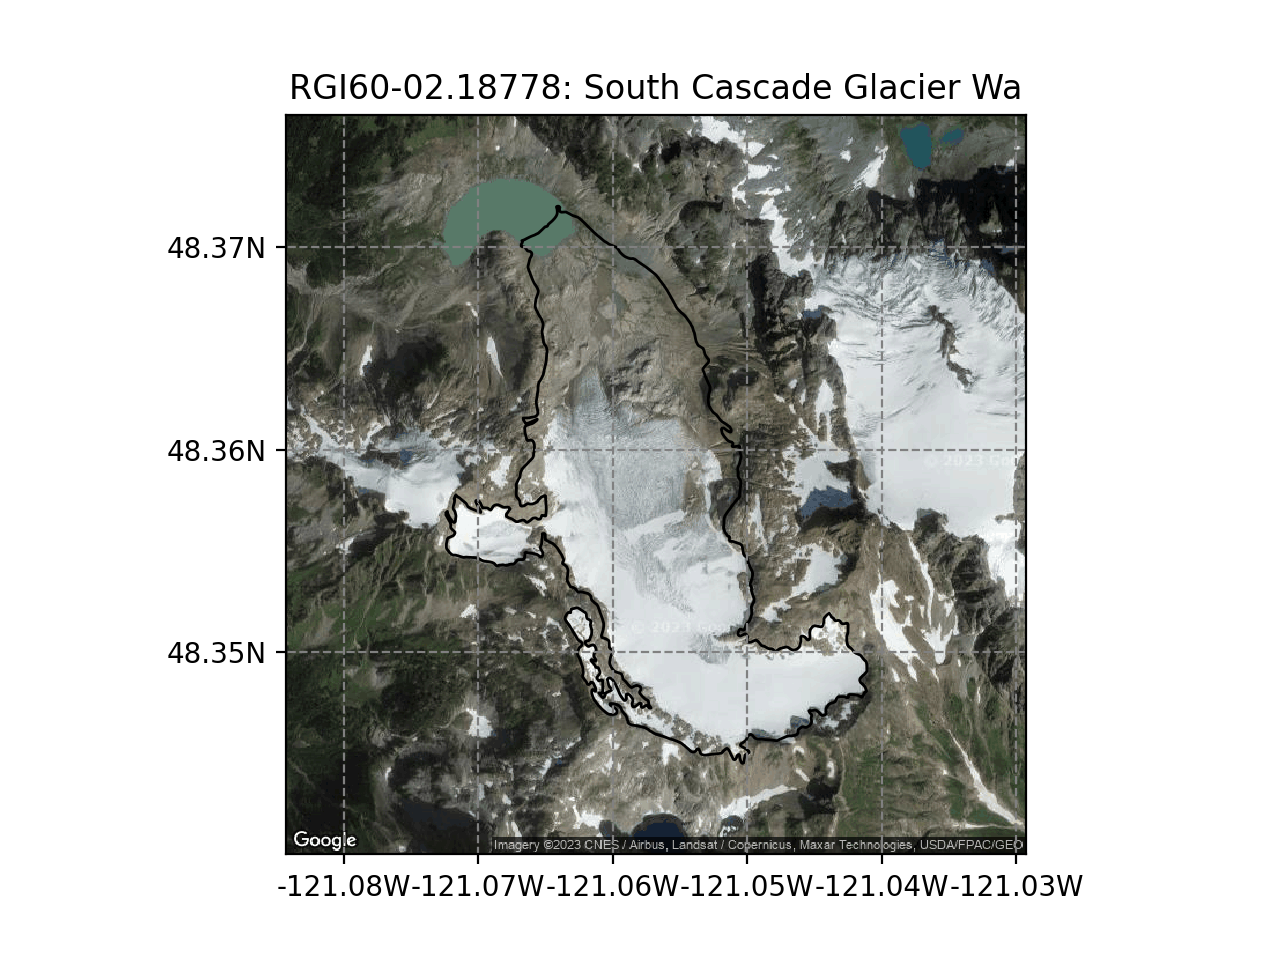 RGI60-02.18778: South Cascade Glacier Wa
48.37N
© 2023 Goo
48.36N
© 2023 Goo
48.35N
Google
Imagery ©2023 CNES / Airbus, Landsat / Copernicus, Maxar Technologies, USDA/FPAC/GEO
-121.08W-121.07W-121.06W-121.05W-121.04W-121.03W